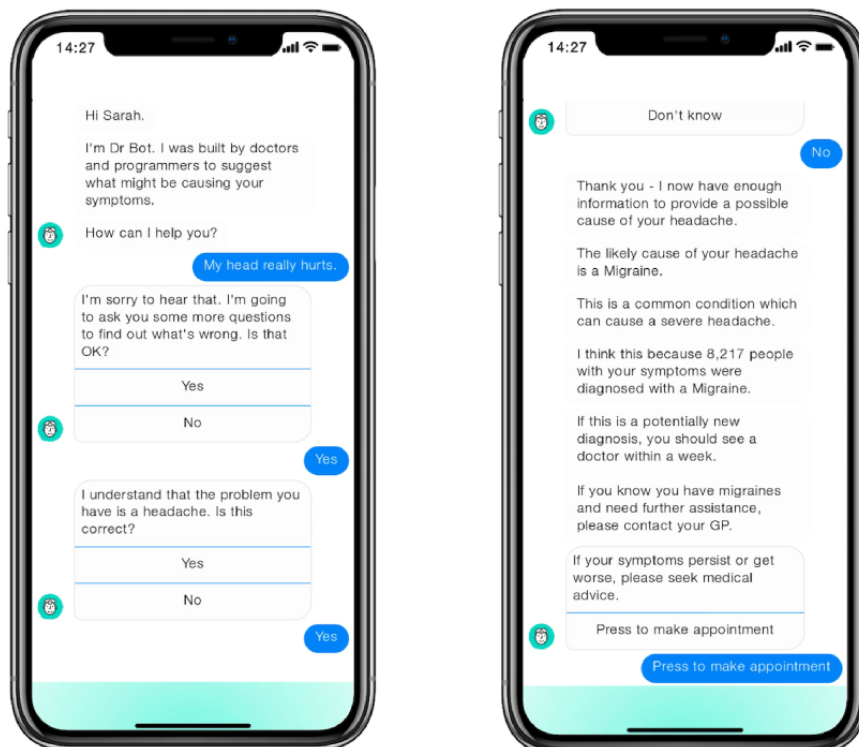 14:27
Hi Sarah.
I'm Dr Bot. I was built by doctors
and programmers to suggest
what might be causing your
symptoms.
How can I help you?
My head really hurts.
I'm sorry to hear that. I'm going
to ask you some more questions
to find out what's wrong. Is that
OK?
Yes
No
Yes
I understand that the problem you
have is a headache. Is this
correct?
Yes
No
Yes
14:27
Don't know
No
Thank you - I now have enough
information to provide a possible
cause of your headache.
The likely cause of your headache
is a Migraine.
This is a common condition which
can cause a severe headache.
I think this because 8,217 people
with your symptoms were
diagnosed with a Migraine.
If this is a potentially new
diagnosis, you should see a
doctor within a week.
If you know you have migraines
and need further assistance,
please contact your GP.
If your symptoms persist or get
worse, please seek medical
advice.
Press to make appointment
Press to make appointment